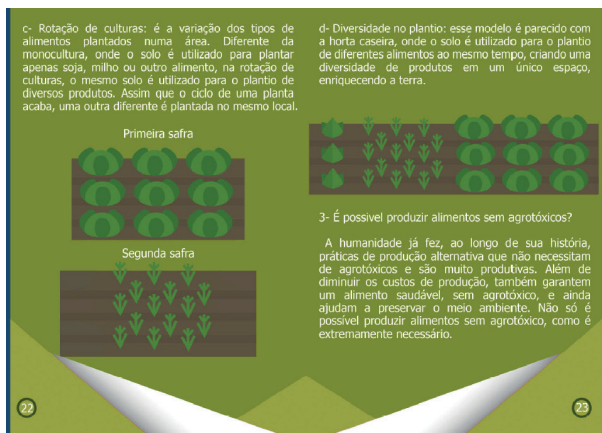 c- Rotação de culturas: é a variação dos tipos de
alimentos plantados numa área. Diferente da
monocultura, onde o solo é utilizado para plantar
apenas soja, milho ou outro alimento, na rotação de
culturas, o mesmo solo é utilizado para o plantio de
diversos produtos. Assim que o ciclo de uma planta
acaba, uma outra diferente é plantada no mesmo local.
Primeira safra
Segunda safra
22
d- Diversidade no plantio: esse modelo é parecido com
a horta caseira, onde o solo é utilizado para o plantio
de diferentes alimentos ao mesmo tempo, criando uma
diversidade de produtos em um único espaço,
enriquecendo a terra.
3- É possivel produzir alimentos sem agrotóxicos?
A humanidade já fez, ao longo de sua história,
práticas de produção alternativa que não necessitam
de agrotóxicos e são muito produtivas. Além de
diminuir os custos de produção, também garantem
um alimento saudável, sem agrotóxico, e ainda
ajudam a preservar o meio ambiente. Não só é
possível produzir alimentos sem agrotóxico, como é
extremamente necessário.
23